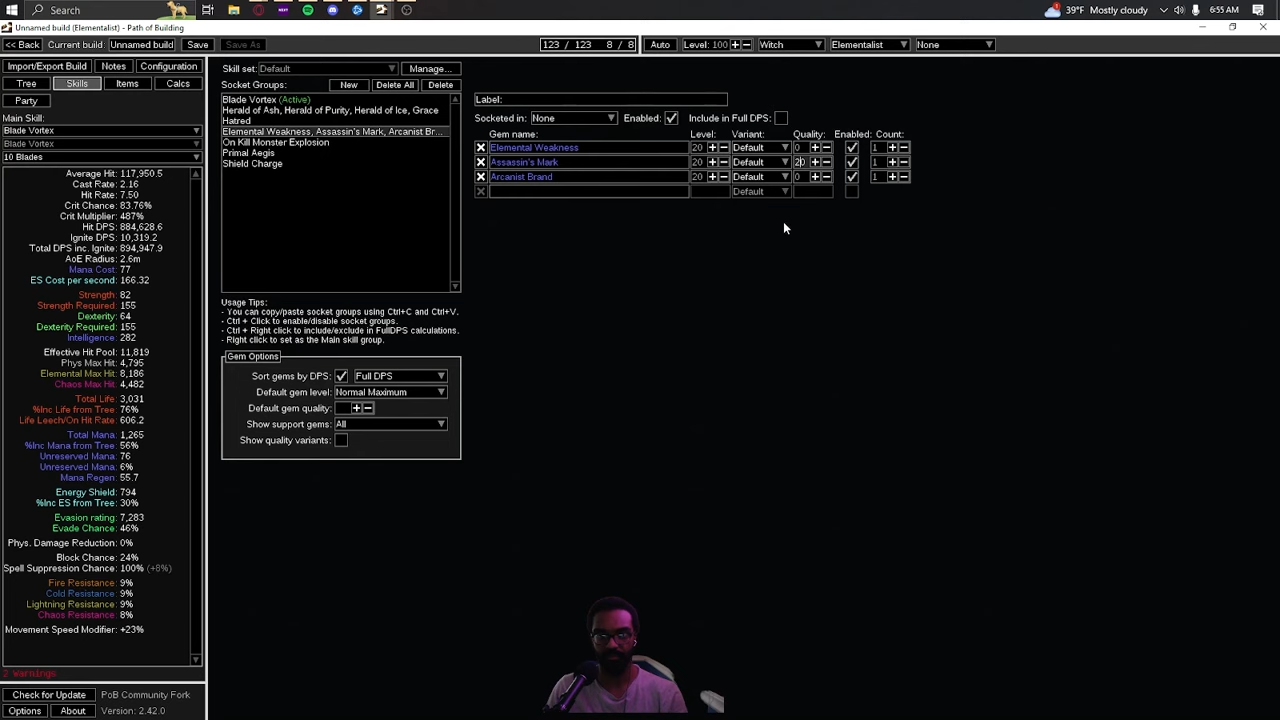 Search
39°F Mostly cloudy
6:55 AM
Unnamed build (Elementalist) - Path of Building
<< Back
Current build: Unnamed build
Save
Save As
123 / 123 8 / 8
Auto
Level: 100
Witch
Elementalist
None
Import/Export Build
Notes
Configuration
Tree
Skills
Items
Calcs
Party
Main Skill:
Blade Vortex
Blade Vortex
10 Blades
Average Hit: 117,950.5
Cast Rate: 2.16
Hit Rate: 7.50
Crit Chance: 83.76%
Crit Multiplier: 487%
Hit DPS: 884,628.6
Ignite DPS: 10,319.2
Total DPS inc. Ignite: 894,947.9
AoE Radius: 2.6m
Mana Cost: 77
ES Cost per second: 166.32
Strength: 82
Strength Required: 155
Dexterity: 64
Dexterity Required: 155
Intelligence: 282
Effective Hit Pool: 11,819
Phys Max Hit: 4,795
Elemental Max Hit: 8,186
Chaos Max Hit: 4,482
Total Life: 3,031
%Inc Life from Tree: 76%
Life Leech/On Hit Rate: 606.2
Total Mana: 1,265
%Inc Mana from Tree: 56%
Unreserved Mana: 76
Unreserved Mana: 6%
Mana Regen: 55.7
Energy Shield: 794
%Inc ES from Tree: 30%
Evasion rating: 7,283
Evade Chance: 46%
Phys. Damage Reduction: 0%
Block Chance: 24%
Spell Suppression Chance: 100% (+8%)
Fire Resistance: 9%
Cold Resistance: 9%
Lightning Resistance: 9%
Chaos Resistance: 8%
Movement Speed Modifier: +23%
2 Warnings
Check for Update
PoB Community Fork
Options
About
Version: 2.42.0
Skill set: Default
Manage...
Socket Groups:
New
Delete All
Delete
Blade Vortex (Active)
Herald of Ash, Herald of Purity, Herald of Ice, Grace
Hatred
Elemental Weakness, Assassin's Mark, Arcanist Br...
On Kill Monster Explosion
Primal Aegis
Shield Charge
Usage Tips:
- You can copy/paste socket groups using Ctrl+C and Ctrl+V.
- Ctrl + Click to enable/disable socket groups.
- Ctrl + Right click to include/exclude in FullDPS calculations.
- Right click to set as the Main skill group.
Gem Options
Sort gems by DPS: Full DPS
Default gem level: Normal Maximum
Default gem quality:
Show support gems: All
Show quality variants:
Label:
Socketed in: None
Enabled:
Include in Full DPS:
Gem name: Level: Variant: Quality: Enabled: Count:
Elemental Weakness 20 Default 0 1
Assassin's Mark 20 Default 20 1
Arcanist Brand 20 Default 0 1
Default